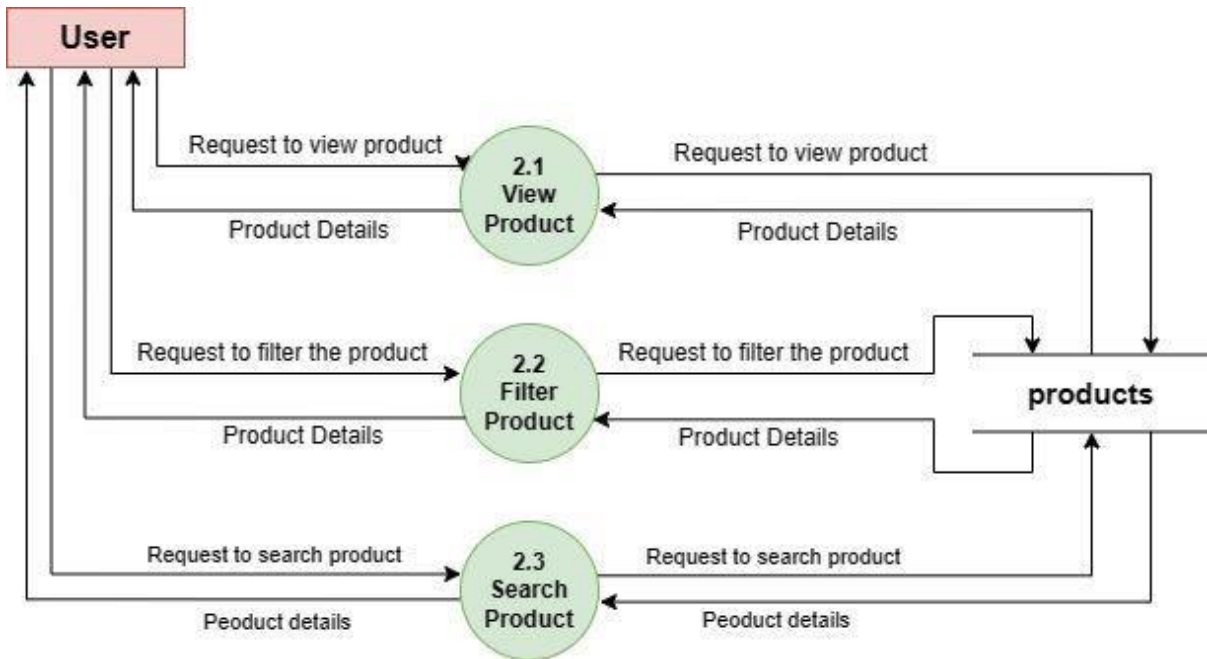 User
Request to view product
Request to view product
2.1
View
Product
Product Details
Product Details
Request to filter the product
Request to filter the product
2.2
Filter
Product
products
Product Details
Product Details
Request to search product
Request to search product
2.3
Search
Product
Peoduct details
Peoduct details